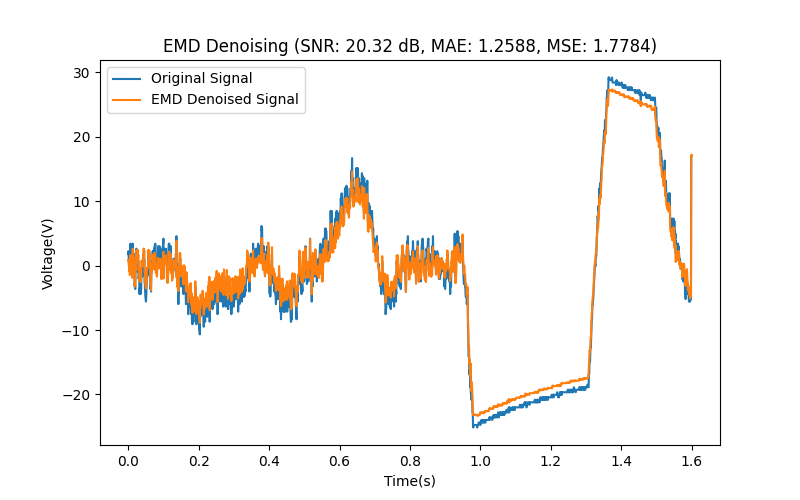 EMD Denoising (SNR: 20.32 dB, MAE: 1.2588, MSE: 1.7784)
Original Signal
EMD Denoised Signal
Voltage(V)
30
20
10
0
−10
−20
0.0 0.2 0.4 0.6 0.8 1.0 1.2 1.4 1.6
Time(s)